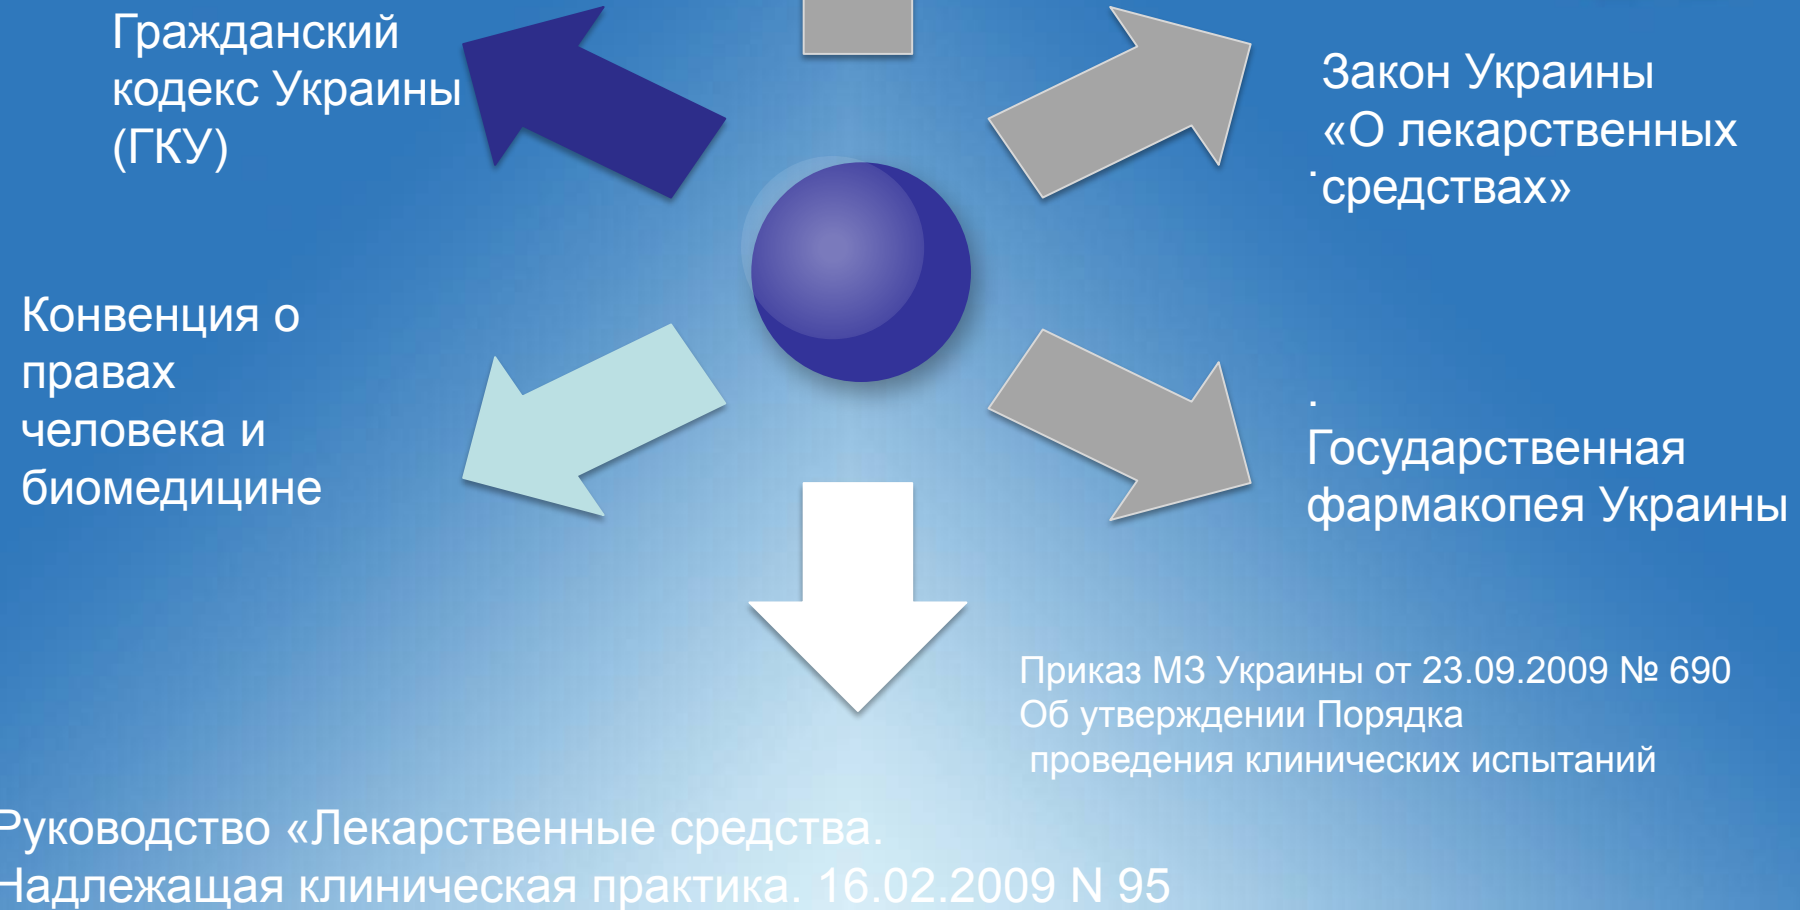 Гражданский
кодекс Украины
(ГКУ)
Закон Украины
«О лекарственных
средствах»
Конвенция о
правах
человека и
биомедицине
.
Государственная
фармакопея Украины
Приказ МЗ Украины от 23.09.2009 № 690
Об утверждении Порядка
проведения клинических испытаний
Руководство «Лекарственные средства.
Надлежащая клиническая практика. 16.02.2009 N 95